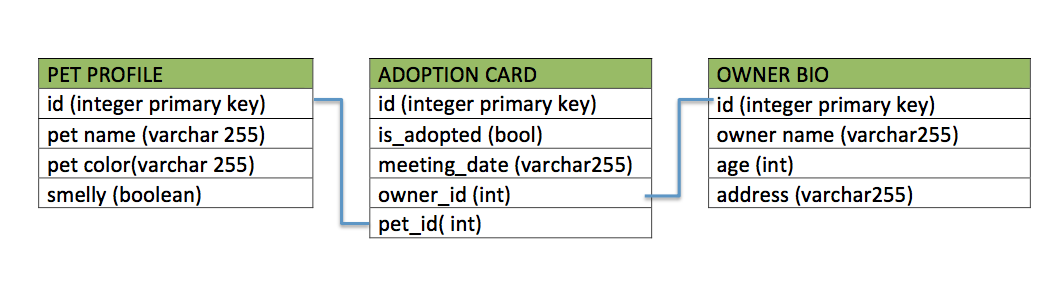 PET PROFILE
id (integer primary key)
pet name (varchar 255)
pet color(varchar 255)
smelly (boolean)
ADOPTION CARD
id (integer primary key)
is_adopted (bool)
meeting_date (varchar255)
owner_id (int)
pet_id( int)
OWNER BIO
id (integer primary key)
owner name (varchar255)
age (int)
address (varchar255)